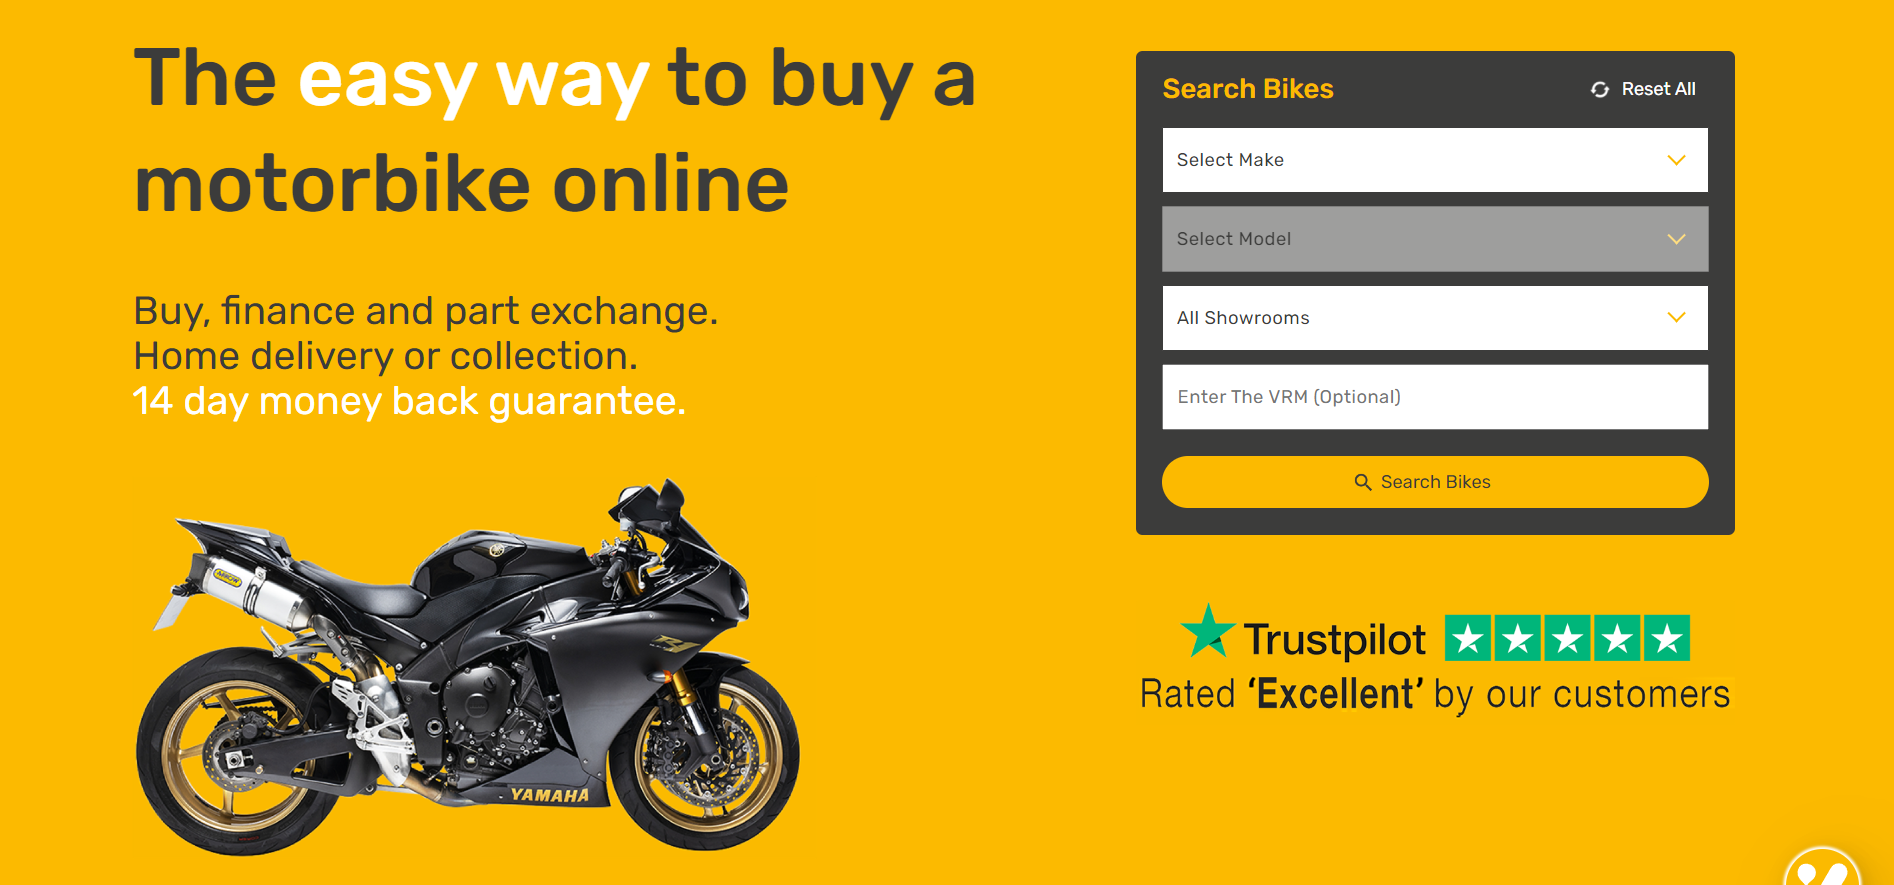 The easy way to buy a
motorbike online
Buy, finance and part exchange.
Home delivery or collection.
14 day money back guarantee.
Search Bikes
Reset All
Select Make
Select Model
All Showrooms
Enter The VRM (Optional)
Search Bikes
Trustpilot
Rated ‘Excellent’ by our customers
ARROW
R1
YAMAHA